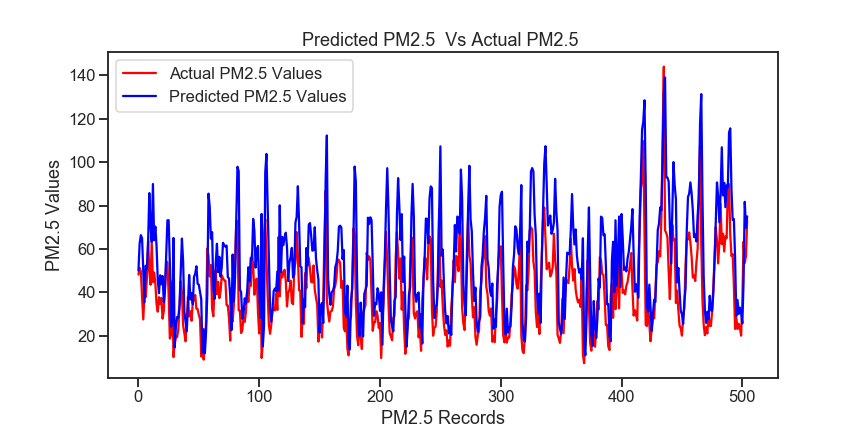 Predicted PM2.5  Vs Actual PM2.5
Actual PM2.5 Values
Predicted PM2.5 Values
PM2.5 Values
140
120
100
80
60
40
20
0 100 200 300 400 500
PM2.5 Records